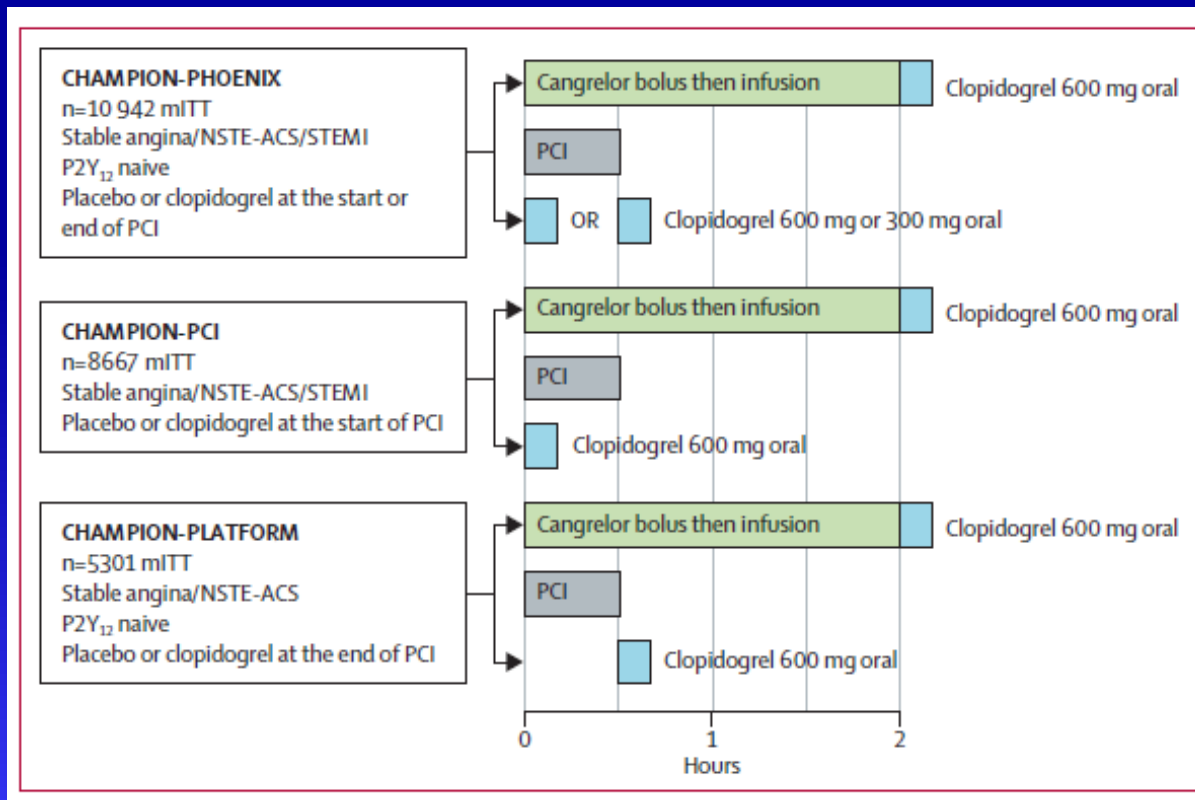 CHAMPION-PHOENIX
n=10 942 mITT
Stable angina/NSTE-ACS/STEMI
P2Y₁₂ naive
Placebo or clopidogrel at the start or
end of PCI
Cangrelor bolus then infusion
Clopidogrel 600 mg oral
PCI
OR
Clopidogrel 600 mg or 300 mg oral
CHAMPION-PCI
n=8667 mITT
Stable angina/NSTE-ACS/STEMI
Placebo or clopidogrel at the start of PCI
Cangrelor bolus then infusion
Clopidogrel 600 mg oral
PCI
Clopidogrel 600 mg oral
CHAMPION-PLATFORM
n=5301 mITT
Stable angina/NSTE-ACS
P2Y₁₂ naive
Placebo or clopidogrel at the end of PCI
Cangrelor bolus then infusion
Clopidogrel 600 mg oral
PCI
Clopidogrel 600 mg oral
0 1 2
Hours